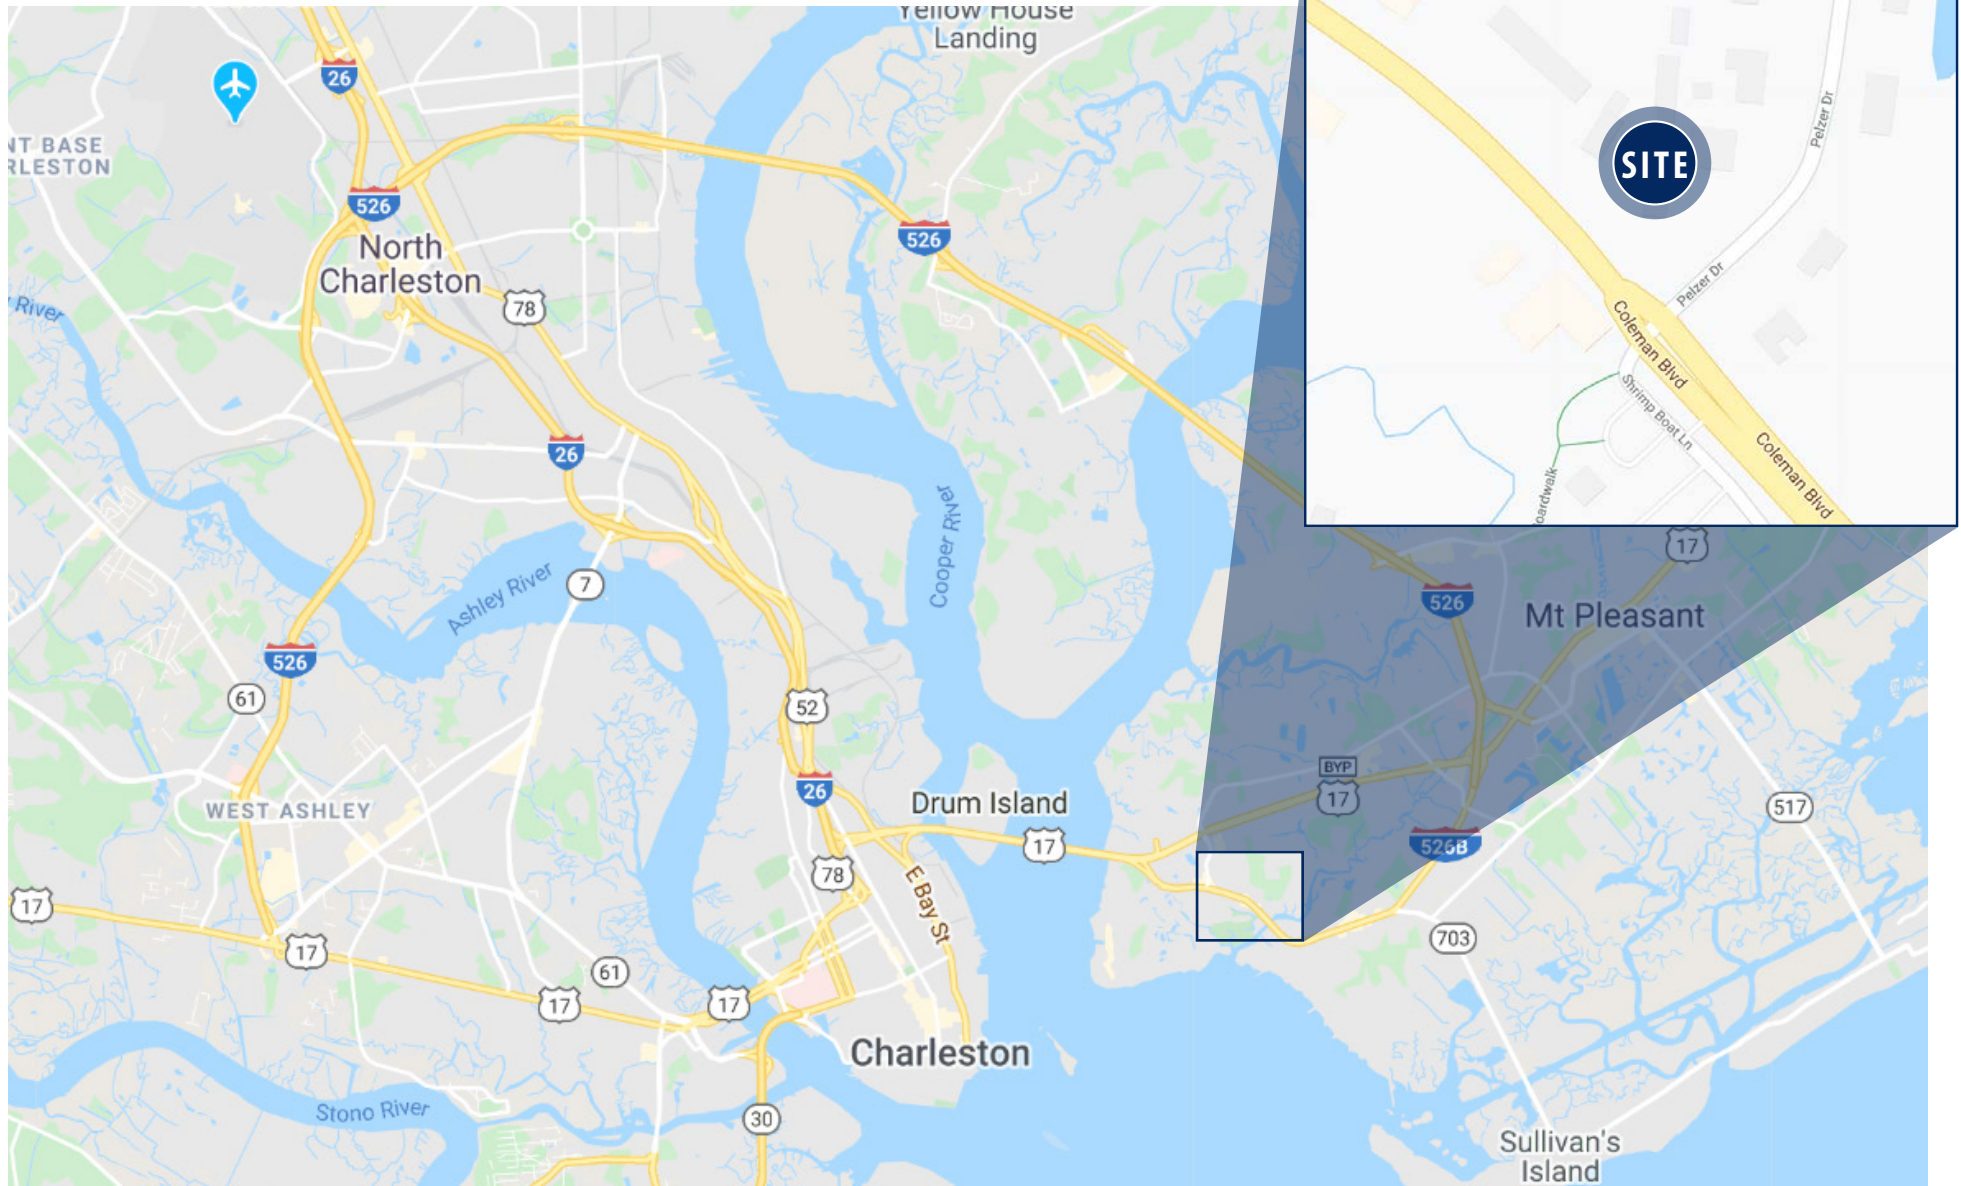 Yellow House
Landing
26
NT BASE
RLESTON
526
North
Charleston
78
526
River
26
Cooper River
Ashley River
7
526
61
52
26
WEST ASHLEY
Drum Island
17
78
E Bay St
17
17
61
17
17
Charleston
Stono River
30
Pelzer Dr
SITE
Pelzer Dr
Coleman Blvd
Shrimp Boat Ln
Coleman Blvd
oardwalk
17
526
Mt Pleasant
BYP
17
517
526B
703
Sullivan's
Island